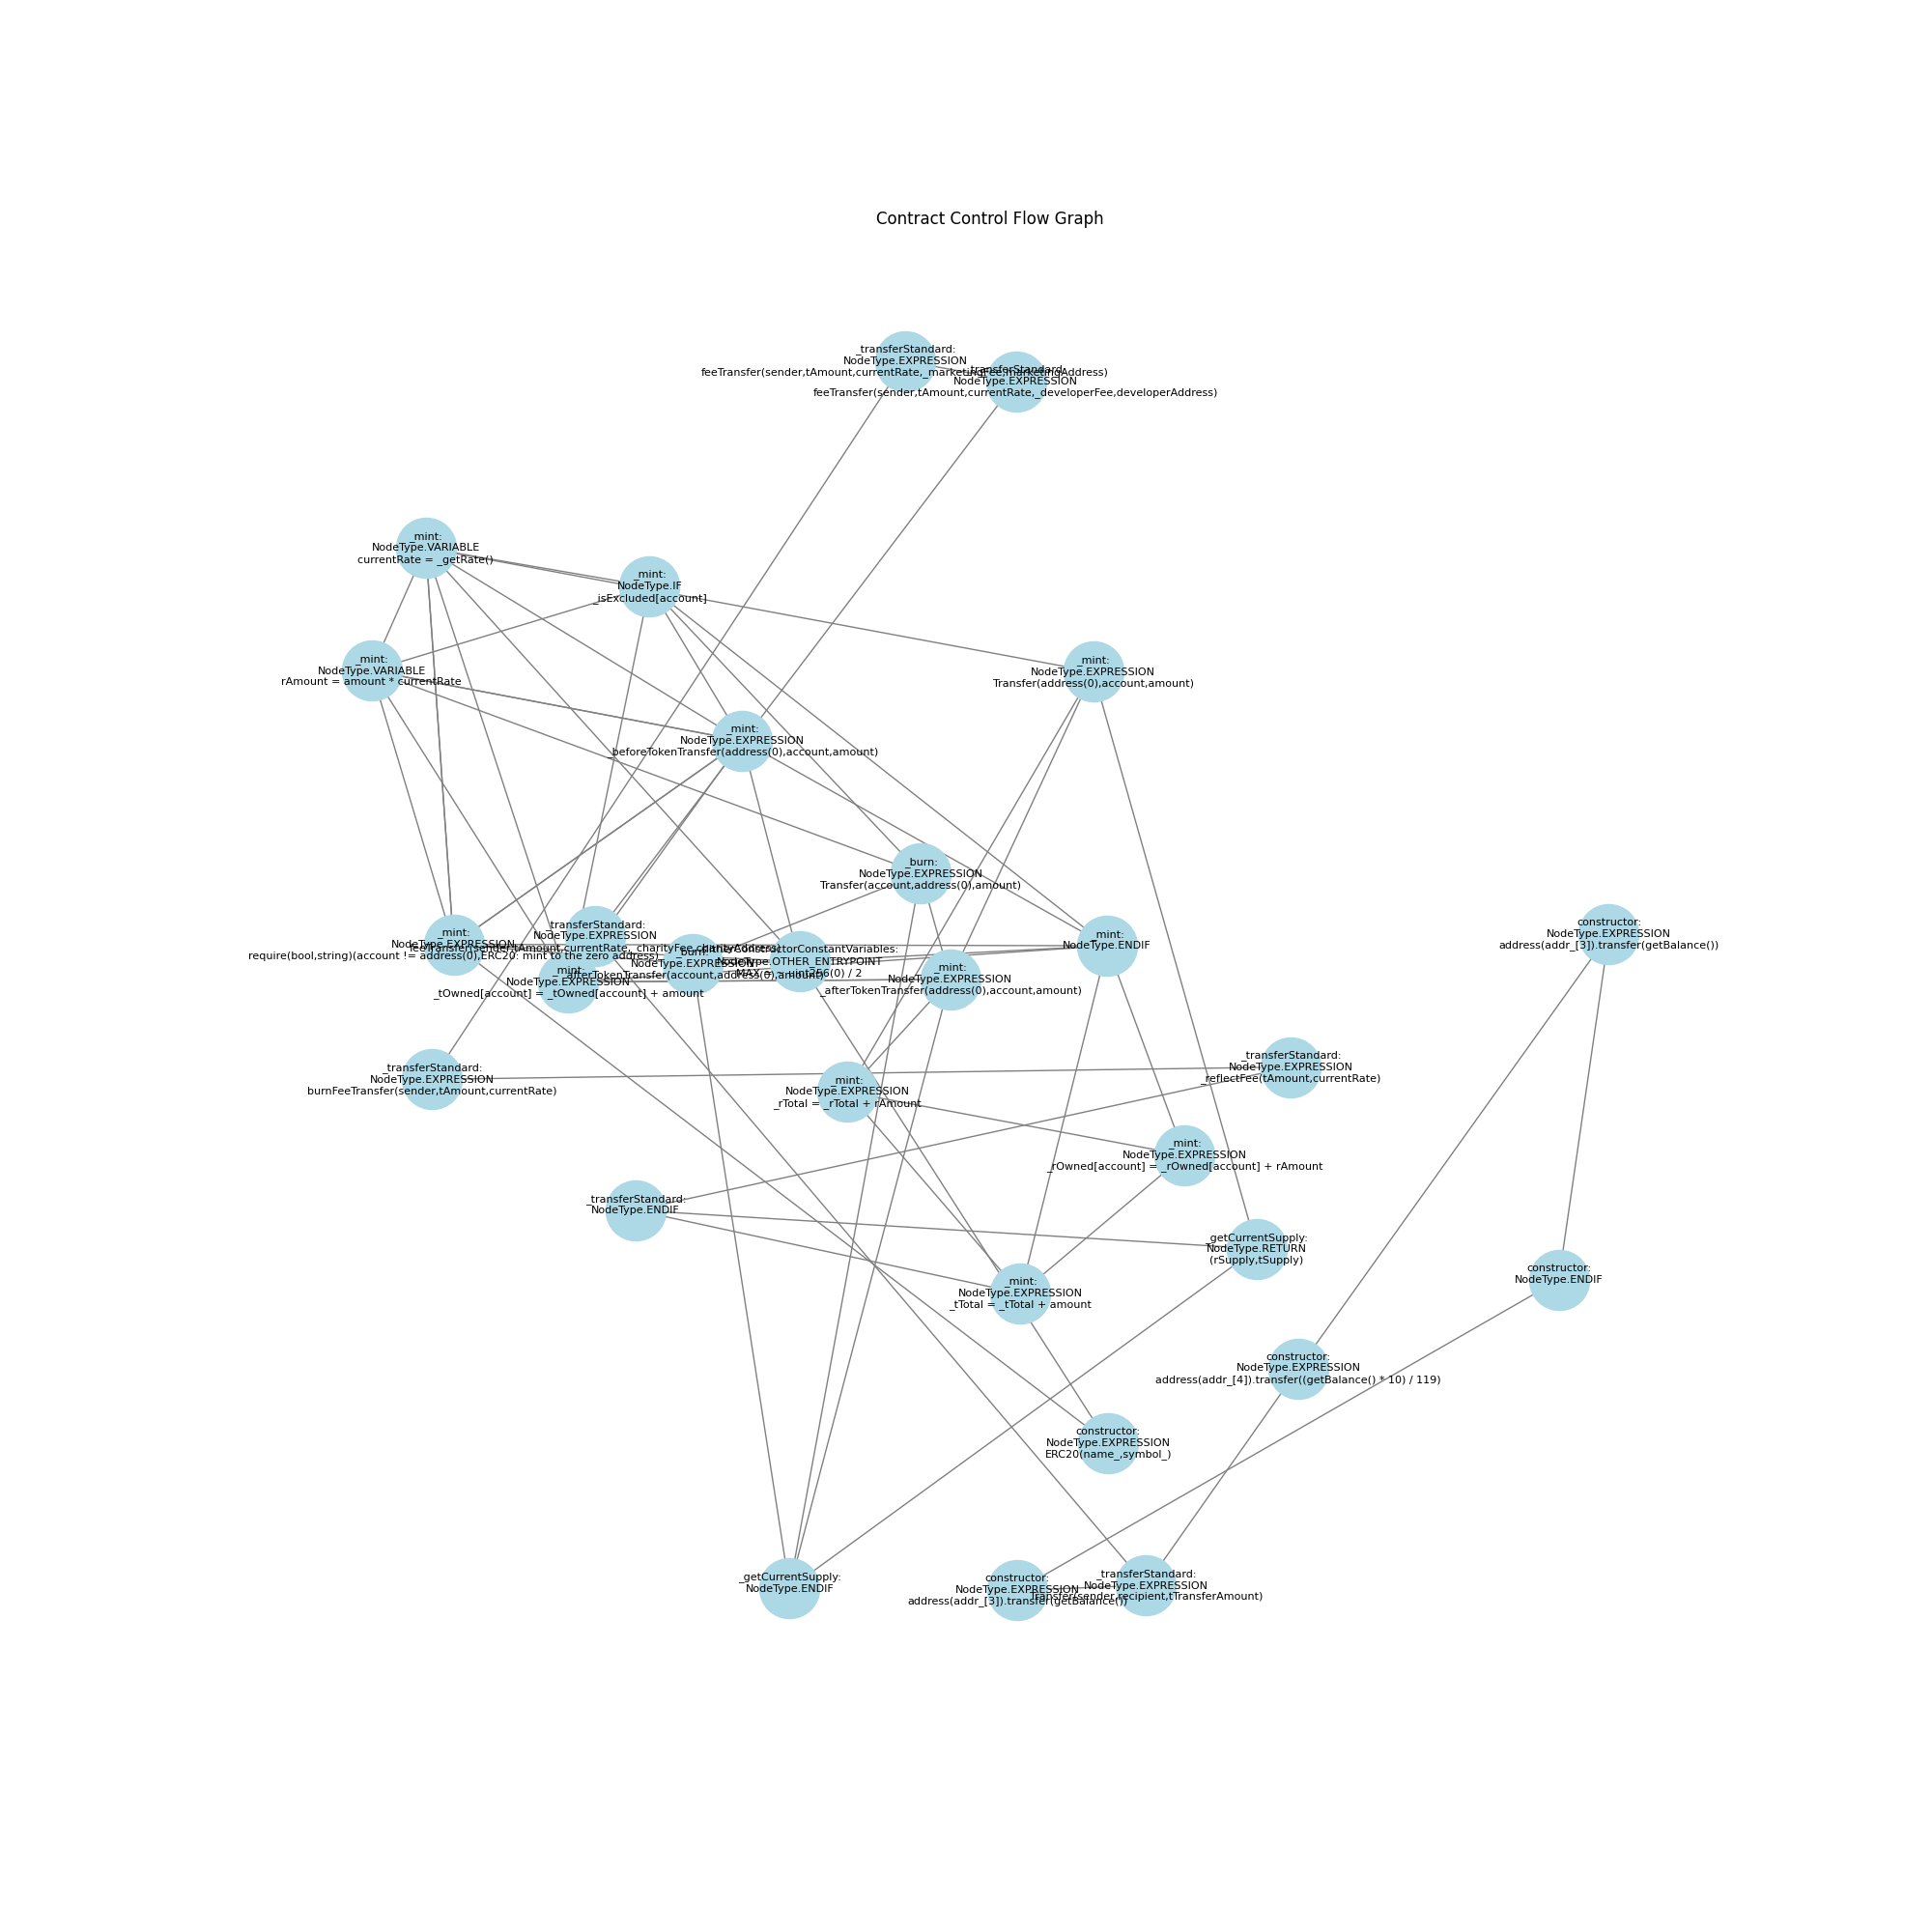 Contract Control Flow Graph
_transferStandard:
NodeType.EXPRESSION
feeTransfer(sender,tAmount,currentRate,_marketingFee,marketingAddress)
_transferStandard:
NodeType.EXPRESSION
feeTransfer(sender,tAmount,currentRate,_developerFee,developerAddress)
_mint:
NodeType.VARIABLE
currentRate = _getRate()
_mint:
NodeType.IF
_isExcluded[account]
_mint:
NodeType.VARIABLE
rAmount = amount * currentRate
_mint:
NodeType.EXPRESSION
Transfer(address(0),account,amount)
_mint:
NodeType.EXPRESSION
_beforeTokenTransfer(address(0),account,amount)
_burn:
NodeType.EXPRESSION
Transfer(account,address(0),amount)
_mint:
NodeType.EXPRESSION
require(bool,string)(account != address(0),ERC20: mint to the zero address)
_transferStandard:
NodeType.EXPRESSION
feeTransfer(sender,tAmount,currentRate,_charityFee,charityAddress)
_mint:
NodeType.ENDIF
constructor:
NodeType.EXPRESSION
address(addr_[3]).transfer(getBalance())
_burn:
NodeType.EXPRESSION
_afterTokenTransfer(account,address(0),amount)
NodeType.OTHER_ENTRYPOINT
MAX = ~ uint256(0) / 2
_mint:
NodeType.EXPRESSION
_tOwned[account] = _tOwned[account] + amount
_mint:
NodeType.EXPRESSION
_afterTokenTransfer(address(0),account,amount)
_transferStandard:
NodeType.EXPRESSION
burnFeeTransfer(sender,tAmount,currentRate)
_transferStandard:
NodeType.EXPRESSION
_reflectFee(tAmount,currentRate)
_mint:
NodeType.EXPRESSION
_rTotal = _rTotal + rAmount
_mint:
NodeType.EXPRESSION
_rOwned[account] = _rOwned[account] + rAmount
_transferStandard:
NodeType.ENDIF
_getCurrentSupply:
NodeType.RETURN
(rSupply,tSupply)
_mint:
NodeType.EXPRESSION
_tTotal = _tTotal + amount
constructor:
NodeType.ENDIF
constructor:
NodeType.EXPRESSION
address(addr_[4]).transfer((getBalance() * 10) / 119)
constructor:
NodeType.EXPRESSION
ERC20(name_,symbol_)
_getCurrentSupply:
NodeType.ENDIF
constructor:
NodeType.EXPRESSION
address(addr_[3]).transfer(getBalance())
_transferStandard:
NodeType.EXPRESSION
Transfer(sender,recipient,tTransferAmount)